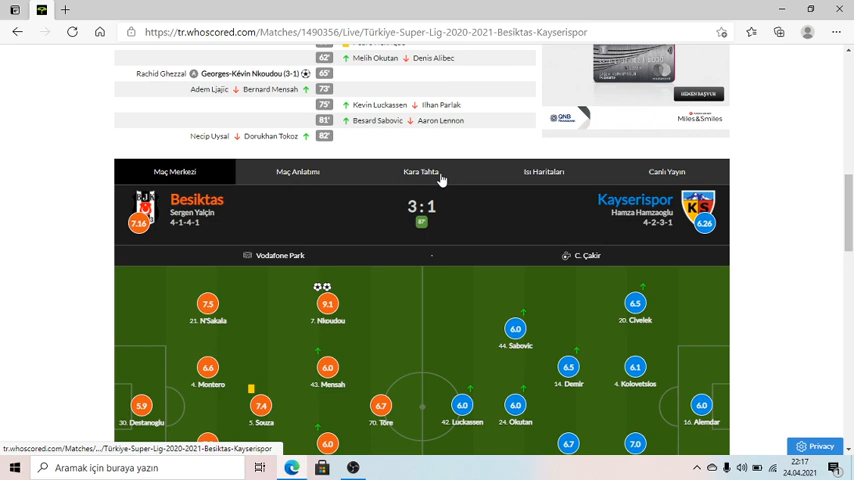 https://tr.whoscored.com/Matches/1490356/Live/Türkiye-Super-Lig-2020-2021-Besiktas-Kayserispor
62' Melih Okutan Denis Alibec
Rachid Ghezzal A Georges-Kévin Nkoudou (3-1) 65'
Adem Ljajic Bernard Mensah 73'
75' Kevin Luckassen Ilhan Parlak
81' Besard Sabovic Aaron Lennon
Necip Uysal Dorukhan Tokoz 82'
HEMEN BAŞVUR
QNB
Miles&Smiles
Maç Merkezi Maç Anlatımı Kara Tahta Isı Haritaları Canlı Yayın
Besiktas 3 : 1 Kayserispor
Sergen Yalçin Hamza Hamzaoglu
7.16 4-1-4-1 87' 4-2-3-1 6.26
Vodafone Park - C. Çakir
7.5 9.1 6.5
21. N'Sakala 7. Nkoudou 20. Civelek
6.0
44. Sabovic
6.6 6.0 6.5 6.1
4. Montero 43. Mensah 14. Demir 4. Kolovetsios
5.9 7.4 6.7 6.0 6.0 6.0
30. Destanoglu 5. Souza 70. Töre 42. Luckassen 24. Okutan 16. Alemdar
6.0 6.7 7.0
Privacy
tr.whoscored.com/Matches/.../Türkiye-Super-Lig-2020-2021-Besiktas-Kayserispor
Aramak için buraya yazın
22:17
24.04.2021
1